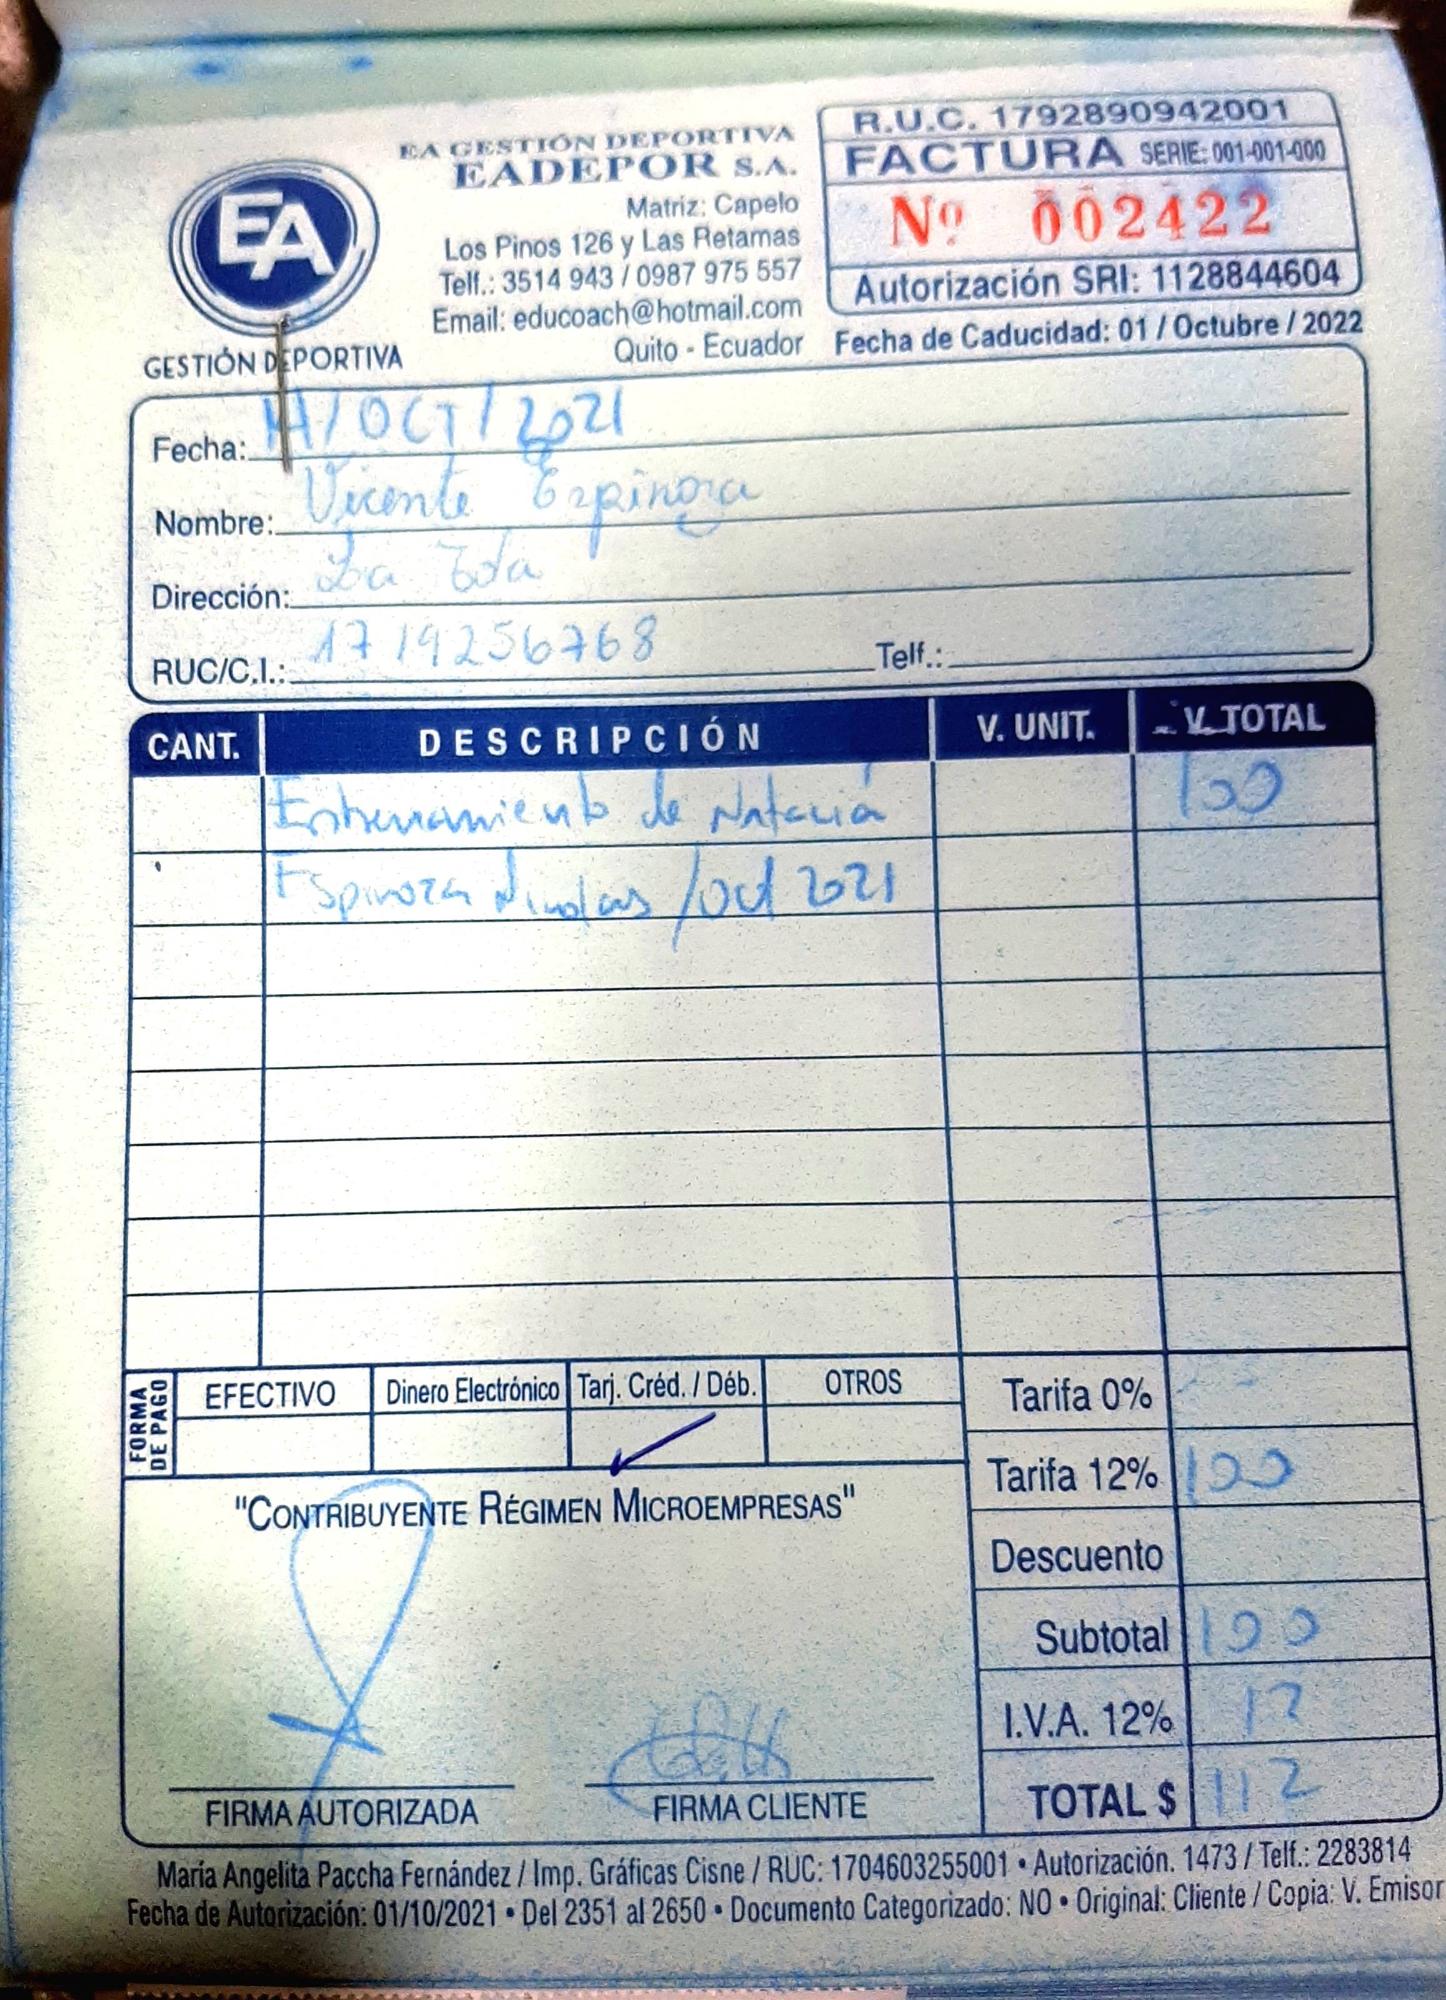 EA
GESTIÓN DEPORTIVA
EA GESTIÓN DEPORTIVA
EADEPOR S.A.
Matriz: Capelo
Los Pinos 126 y Las Retamas
Telf.: 3514 943 / 0987 975 557
Email: educoach@hotmail.com
Quito - Ecuador
R.U.C. 1792890942001
FACTURA SERIE: 001-001-000
Nº 002422
Autorización SRI: 1128844604
Fecha de Caducidad: 01 / Octubre / 2022
Fecha: 14/OCT/2021
Nombre: Vicente Espinoza
Dirección: La Tola
RUC/C.I.: 1719256768 Telf.:
CANT. DESCRIPCIÓN V. UNIT. V. TOTAL
Entrenamiento de Natació 100
Espinoza Nicolas /Oct 2021
FORMA DE PAGO
EFECTIVO Dinero Electrónico Tarj. Créd. / Déb. OTROS
Tarifa 0%
Tarifa 12% 100
Descuento
Subtotal 100
I.V.A. 12% 12
TOTAL $ 112
"CONTRIBUYENTE RÉGIMEN MICROEMPRESAS"
FIRMA AUTORIZADA FIRMA CLIENTE
María Angelita Paccha Fernández / Imp. Gráficas Cisne / RUC: 1704603255001 • Autorización. 1473 / Telf.: 2283814
Fecha de Autorización: 01/10/2021 • Del 2351 al 2650 • Documento Categorizado: NO • Original: Cliente / Copia: V. Emisor